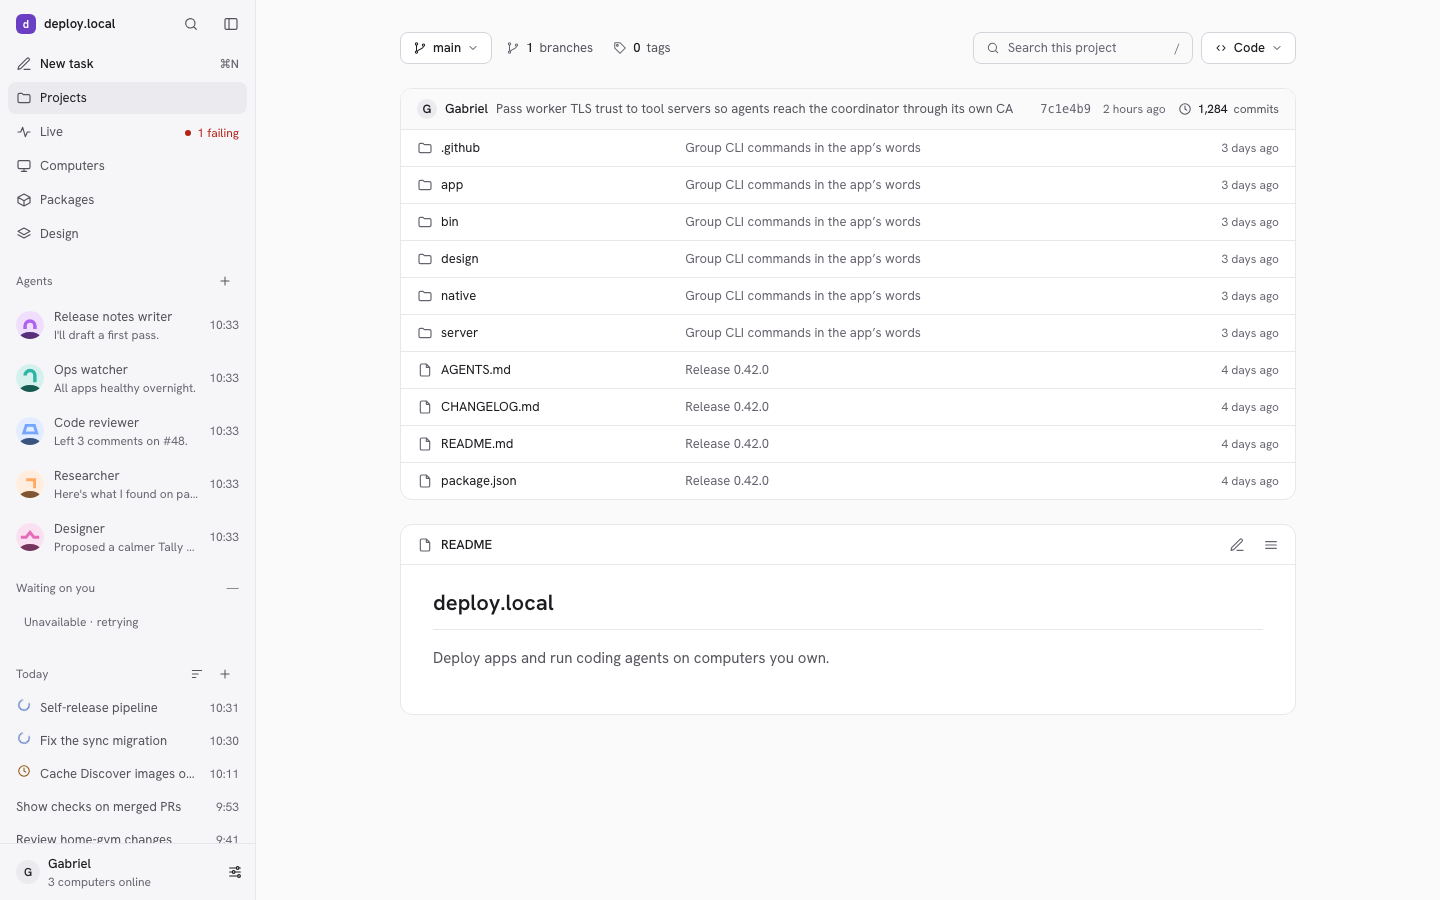 d deploy.local
New task ⌘N
Projects
Live 1 failing
Computers
Packages
Design
Agents
Release notes writer
I'll draft a first pass. 10:33
Ops watcher
All apps healthy overnight. 10:33
Code reviewer
Left 3 comments on #48. 10:33
Researcher
Here's what I found on pa... 10:33
Designer
Proposed a calmer Tally ... 10:33
Waiting on you —
Unavailable · retrying
Today
Self-release pipeline 10:31
Fix the sync migration 10:30
Cache Discover images o... 10:11
Show checks on merged PRs 9:53
Review home-gym changes 9:41
G Gabriel
3 computers online
main 1 branches 0 tags Search this project / Code
G Gabriel Pass worker TLS trust to tool servers so agents reach the coordinator through its own CA 7c1e4b9 2 hours ago 1,284 commits
.github Group CLI commands in the app’s words 3 days ago
app Group CLI commands in the app’s words 3 days ago
bin Group CLI commands in the app’s words 3 days ago
design Group CLI commands in the app’s words 3 days ago
native Group CLI commands in the app’s words 3 days ago
server Group CLI commands in the app’s words 3 days ago
AGENTS.md Release 0.42.0 4 days ago
CHANGELOG.md Release 0.42.0 4 days ago
README.md Release 0.42.0 4 days ago
package.json Release 0.42.0 4 days ago
README
deploy.local
Deploy apps and run coding agents on computers you own.